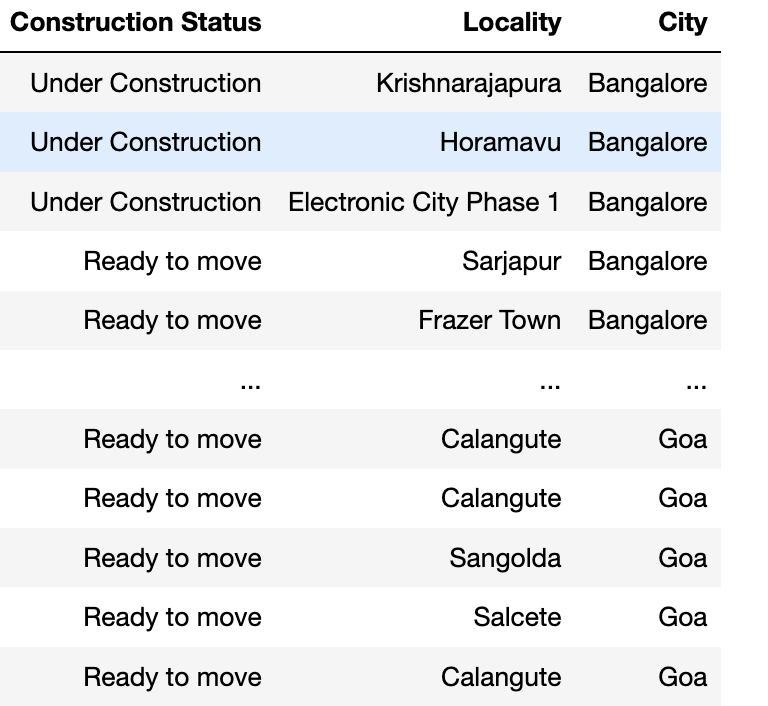 Construction Status Locality City
Under Construction Krishnarajapura Bangalore
Under Construction Horamavu Bangalore
Under Construction Electronic City Phase 1 Bangalore
Ready to move Sarjapur Bangalore
Ready to move Frazer Town Bangalore
... ... ...
Ready to move Calangute Goa
Ready to move Calangute Goa
Ready to move Sangolda Goa
Ready to move Salcete Goa
Ready to move Calangute Goa